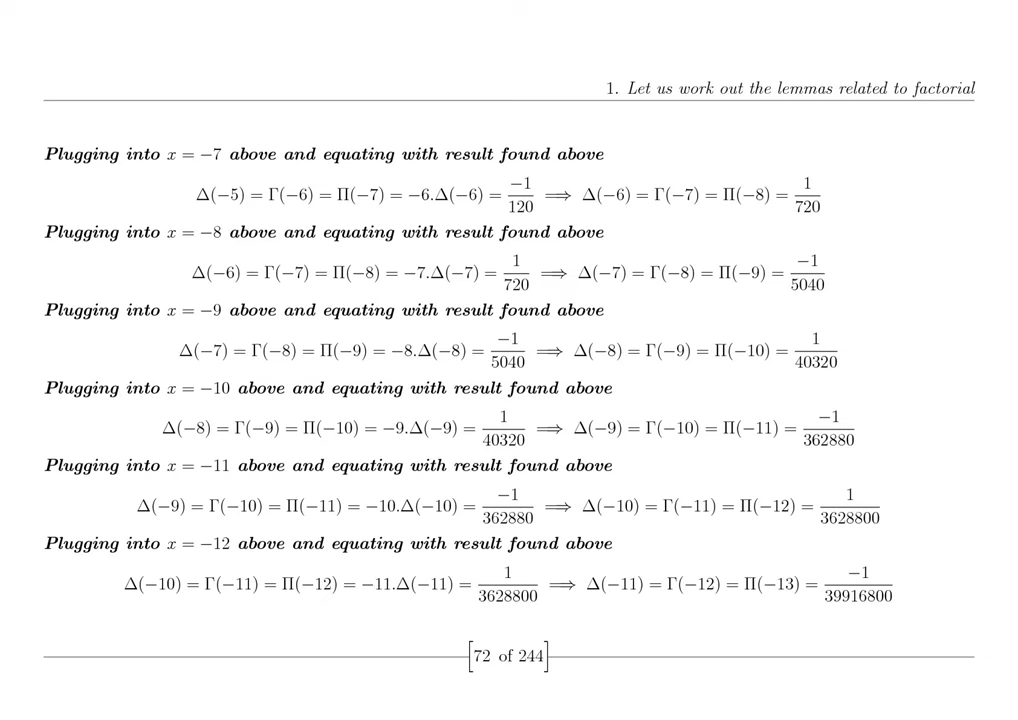 1. Let us work out the lemmas related to factorial
Plugging into x = −7 above and equating with result found above
Δ(−5) = Γ(−6) = Π(−7) = −6.Δ(−6) = −1/120 ⟹ Δ(−6) = Γ(−7) = Π(−8) = 1/720
Plugging into x = −8 above and equating with result found above
Δ(−6) = Γ(−7) = Π(−8) = −7.Δ(−7) = 1/720 ⟹ Δ(−7) = Γ(−8) = Π(−9) = −1/5040
Plugging into x = −9 above and equating with result found above
Δ(−7) = Γ(−8) = Π(−9) = −8.Δ(−8) = −1/5040 ⟹ Δ(−8) = Γ(−9) = Π(−10) = 1/40320
Plugging into x = −10 above and equating with result found above
Δ(−8) = Γ(−9) = Π(−10) = −9.Δ(−9) = 1/40320 ⟹ Δ(−9) = Γ(−10) = Π(−11) = −1/362880
Plugging into x = −11 above and equating with result found above
Δ(−9) = Γ(−10) = Π(−11) = −10.Δ(−10) = −1/362880 ⟹ Δ(−10) = Γ(−11) = Π(−12) = 1/3628800
Plugging into x = −12 above and equating with result found above
Δ(−10) = Γ(−11) = Π(−12) = −11.Δ(−11) = 1/3628800 ⟹ Δ(−11) = Γ(−12) = Π(−13) = −1/39916800
[72 of 244]